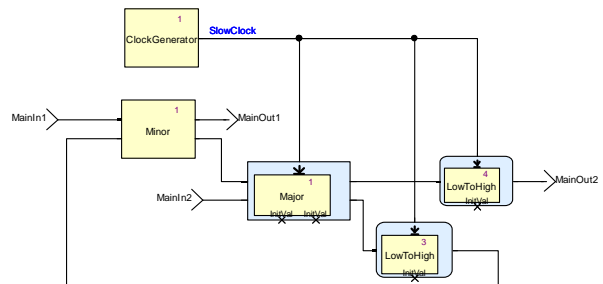 1
ClockGenerator
SlowClock
MainIn1
1
Minor
MainOut1
MainIn2
1
Major
InitVal InitVal
4
LowToHigh
InitVal
MainOut2
3
LowToHigh
InitVal